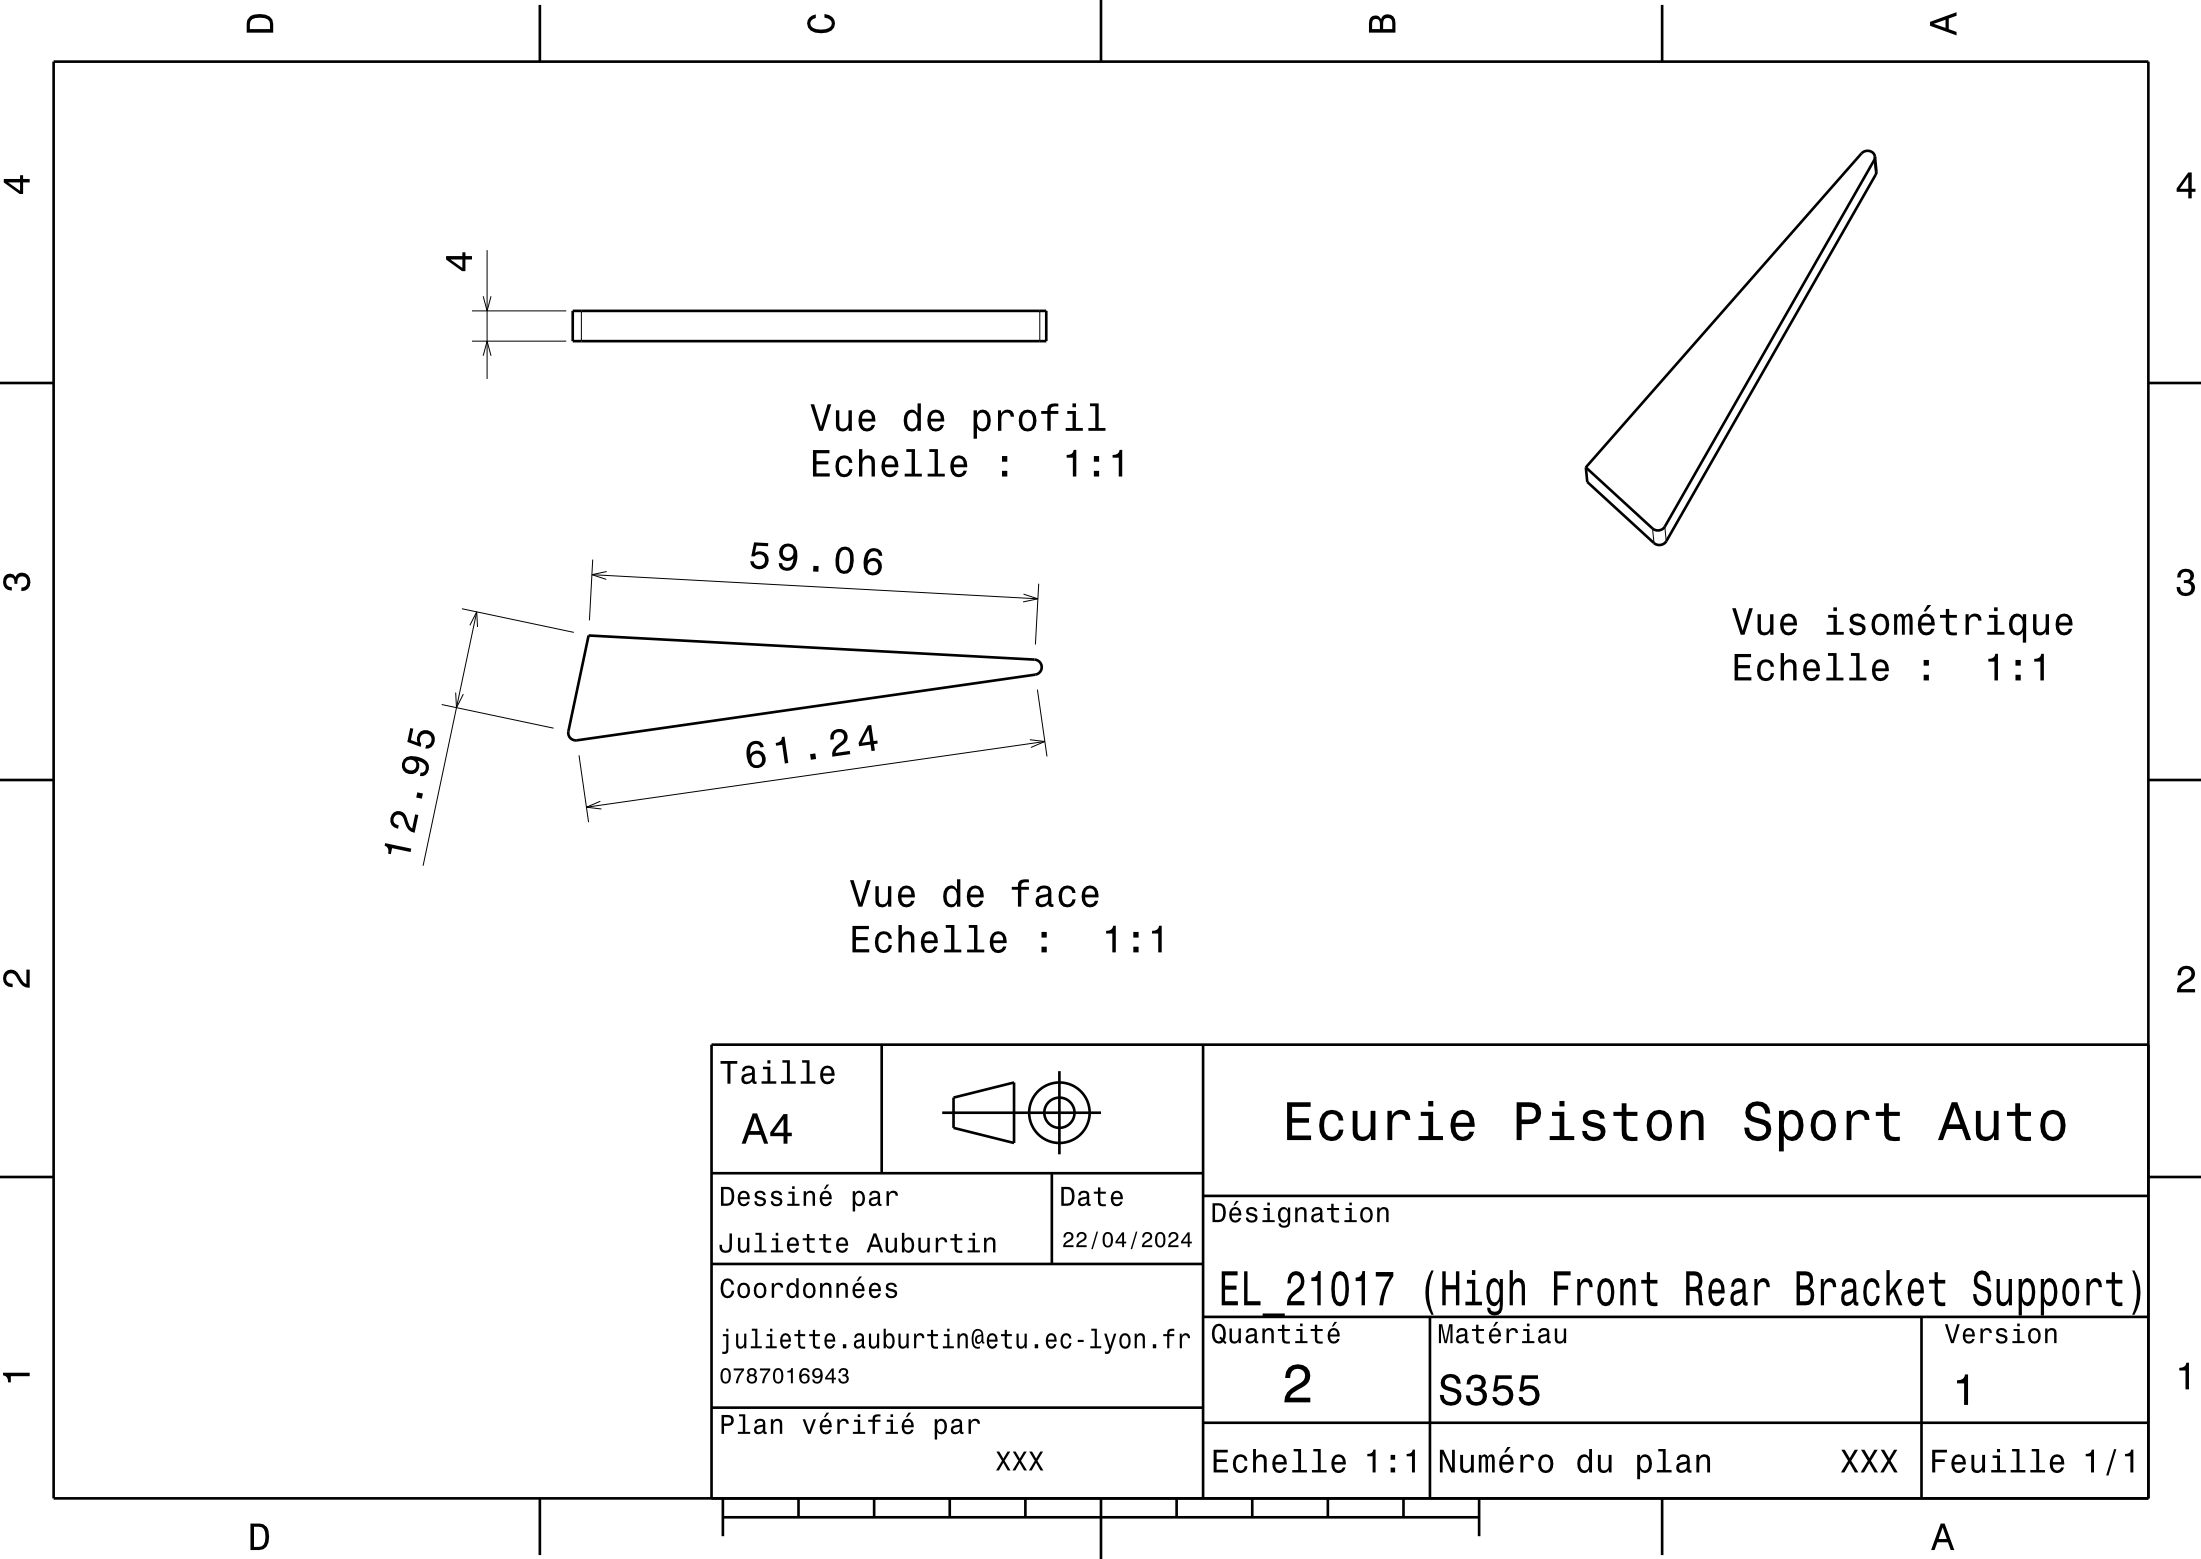 D C B A
4 4
4
Vue de profil
Echelle : 1:1
59.06
3 3
Vue isométrique
Echelle : 1:1
61.24
12.95
Vue de face
Echelle : 1:1
2 2
Taille
A4
Ecurie Piston Sport Auto
Dessiné par
Juliette Auburtin
Date
22/04/2024
Désignation
EL_21017 (High Front Rear Bracket Support)
Coordonnées
juliette.auburtin@etu.ec-lyon.fr
0787016943
Quantité
2
Matériau
S355
Version
1
1 1
Plan vérifié par
XXX
Echelle 1:1
Numéro du plan XXX
Feuille 1/1
D A